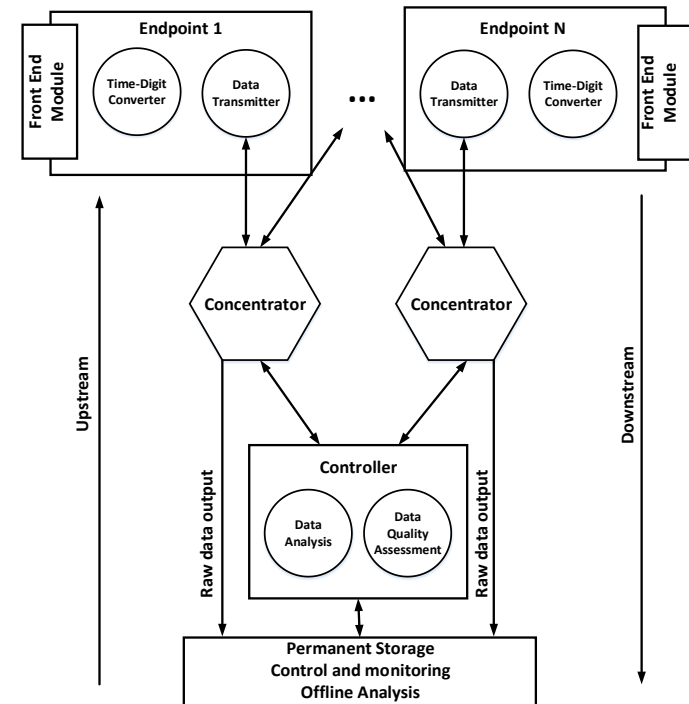 Endpoint 1
Front End
Module
Time-Digit
Converter
Data
Transmitter
...
Endpoint N
Data
Transmitter
Time-Digit
Converter
Front End
Module
Concentrator
Concentrator
Upstream
Downstream
Controller
Data
Analysis
Data
Quality
Assessment
Raw data output
Raw data output
Permanent Storage
Control and monitoring
Offline Analysis